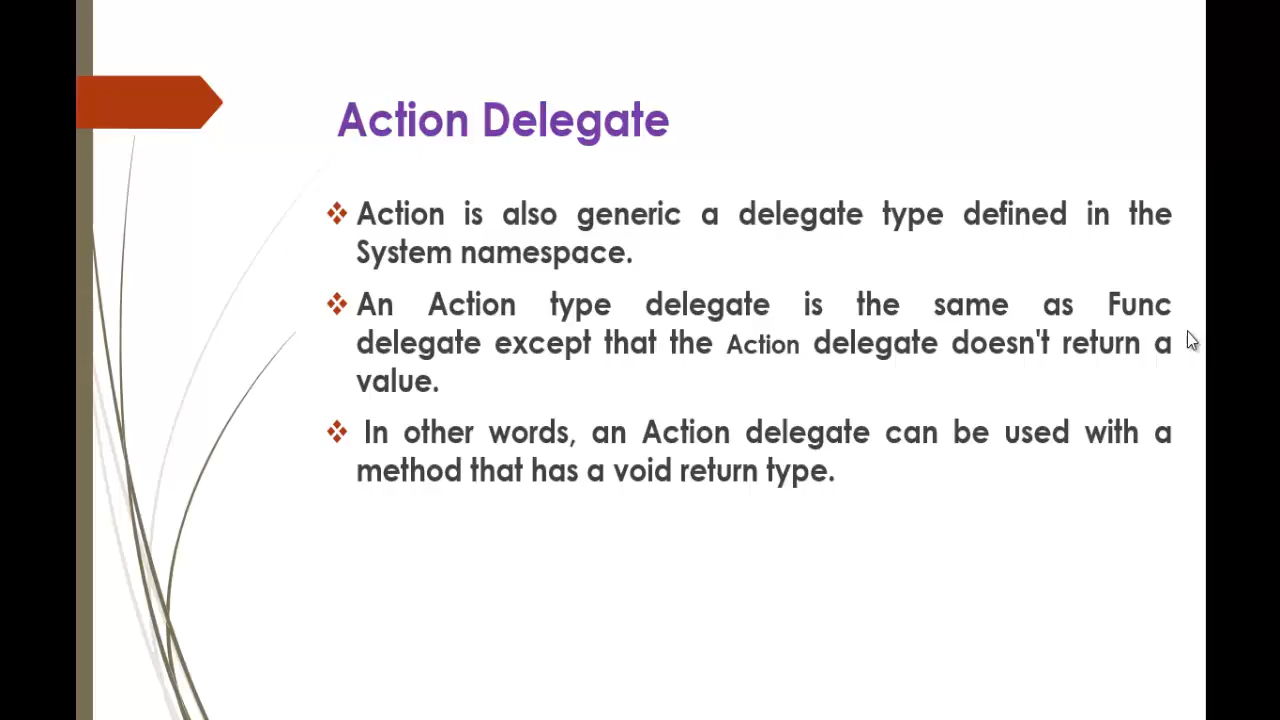 Action Delegate
Action is also generic a delegate type defined in the
System namespace.
An Action type delegate is the same as Func
delegate except that the Action delegate doesn't return a
value.
In other words, an Action delegate can be used with a
method that has a void return type.